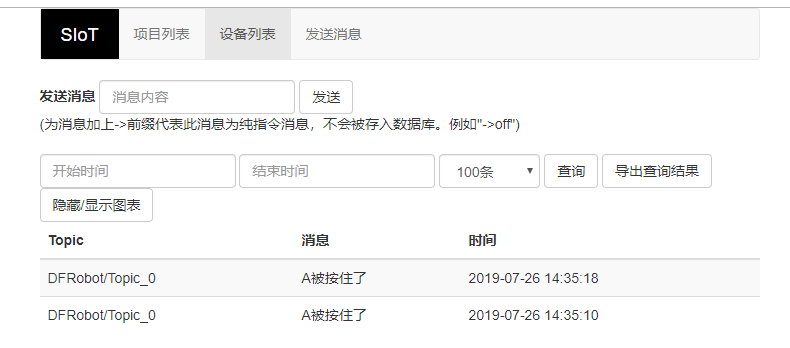 SIoT 项目列表 设备列表 发送消息
发送消息 消息内容 发送
(为消息加上->前缀代表此消息为纯指令消息，不会被存入数据库。例如"->off")
开始时间 结束时间 100条 查询 导出查询结果
隐藏/显示图表
Topic 消息 时间
DFRobot/Topic_0 A被按住了 2019-07-26 14:35:18
DFRobot/Topic_0 A被按住了 2019-07-26 14:35:10